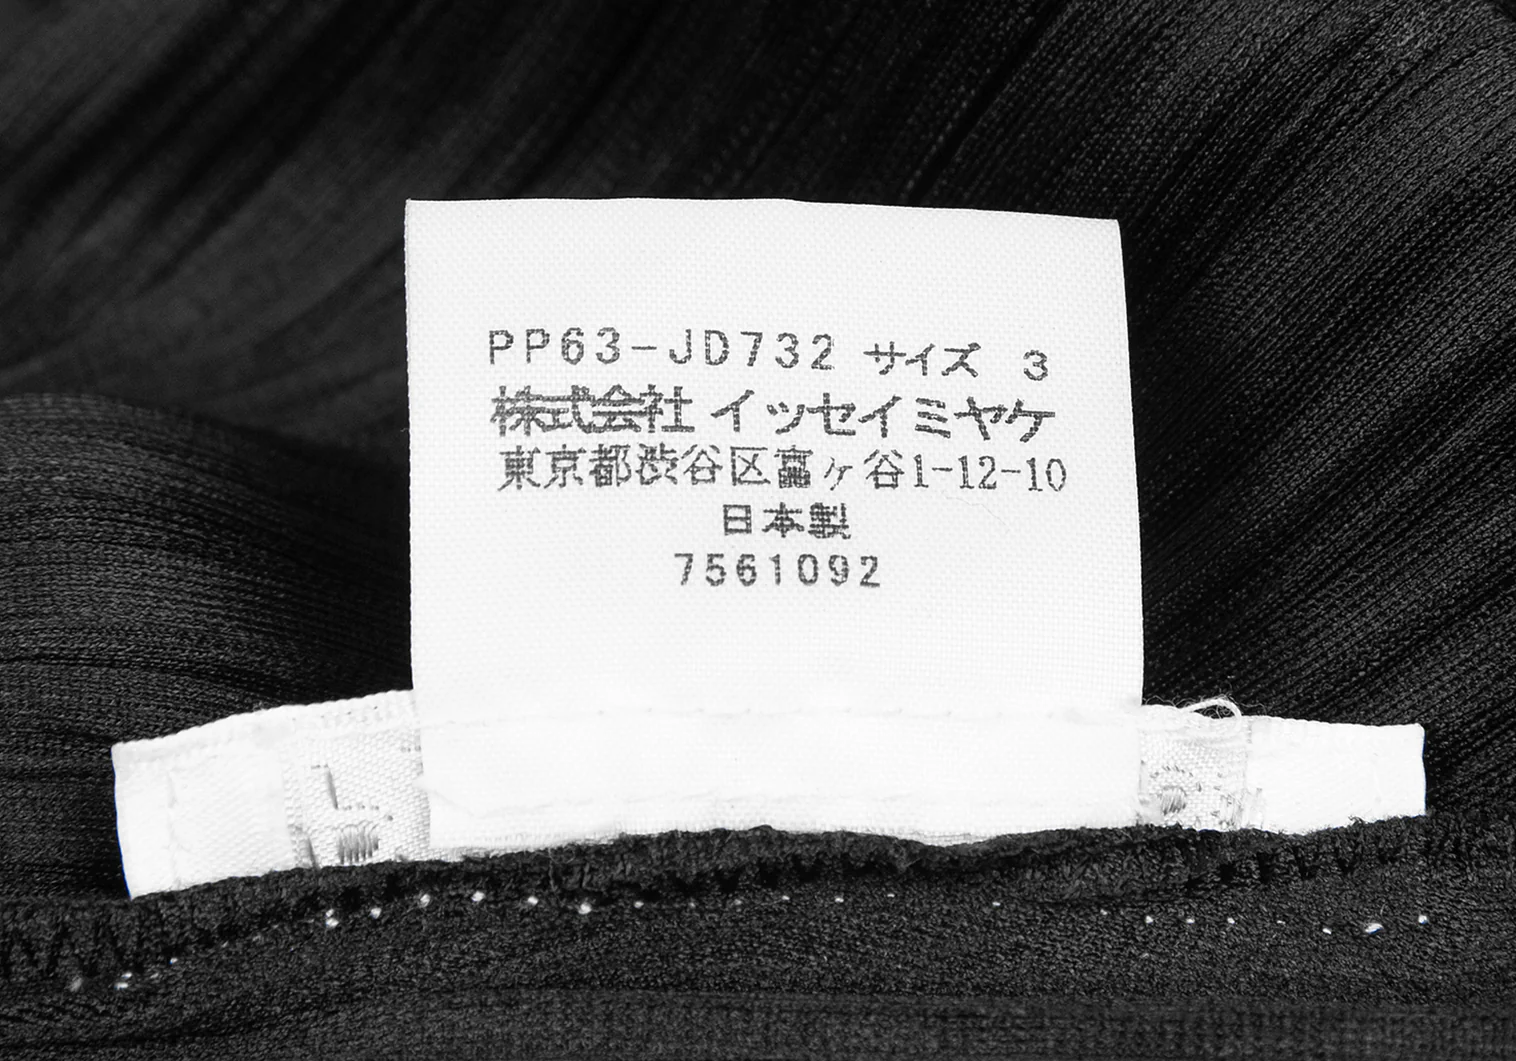 PP63-JD732 サイズ 3
株式会社 イッセイミヤケ
東京都渋谷区富ヶ谷1-12-10
日本製
7561092